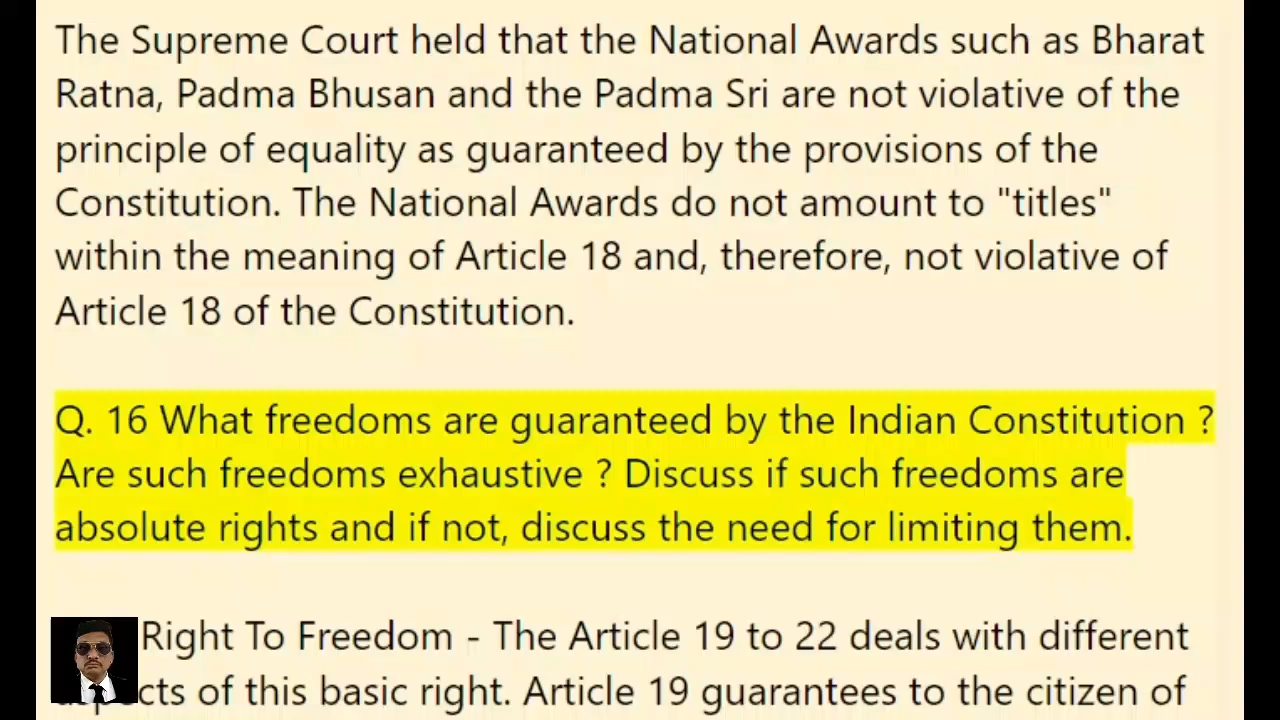 The Supreme Court held that the National Awards such as Bharat
Ratna, Padma Bhusan and the Padma Sri are not violative of the
principle of equality as guaranteed by the provisions of the
Constitution. The National Awards do not amount to "titles"
within the meaning of Article 18 and, therefore, not violative of
Article 18 of the Constitution.
Q. 16 What freedoms are guaranteed by the Indian Constitution ?
Are such freedoms exhaustive ? Discuss if such freedoms are
absolute rights and if not, discuss the need for limiting them.
Right To Freedom - The Article 19 to 22 deals with different
of this basic right. Article 19 guarantees to the citizen of